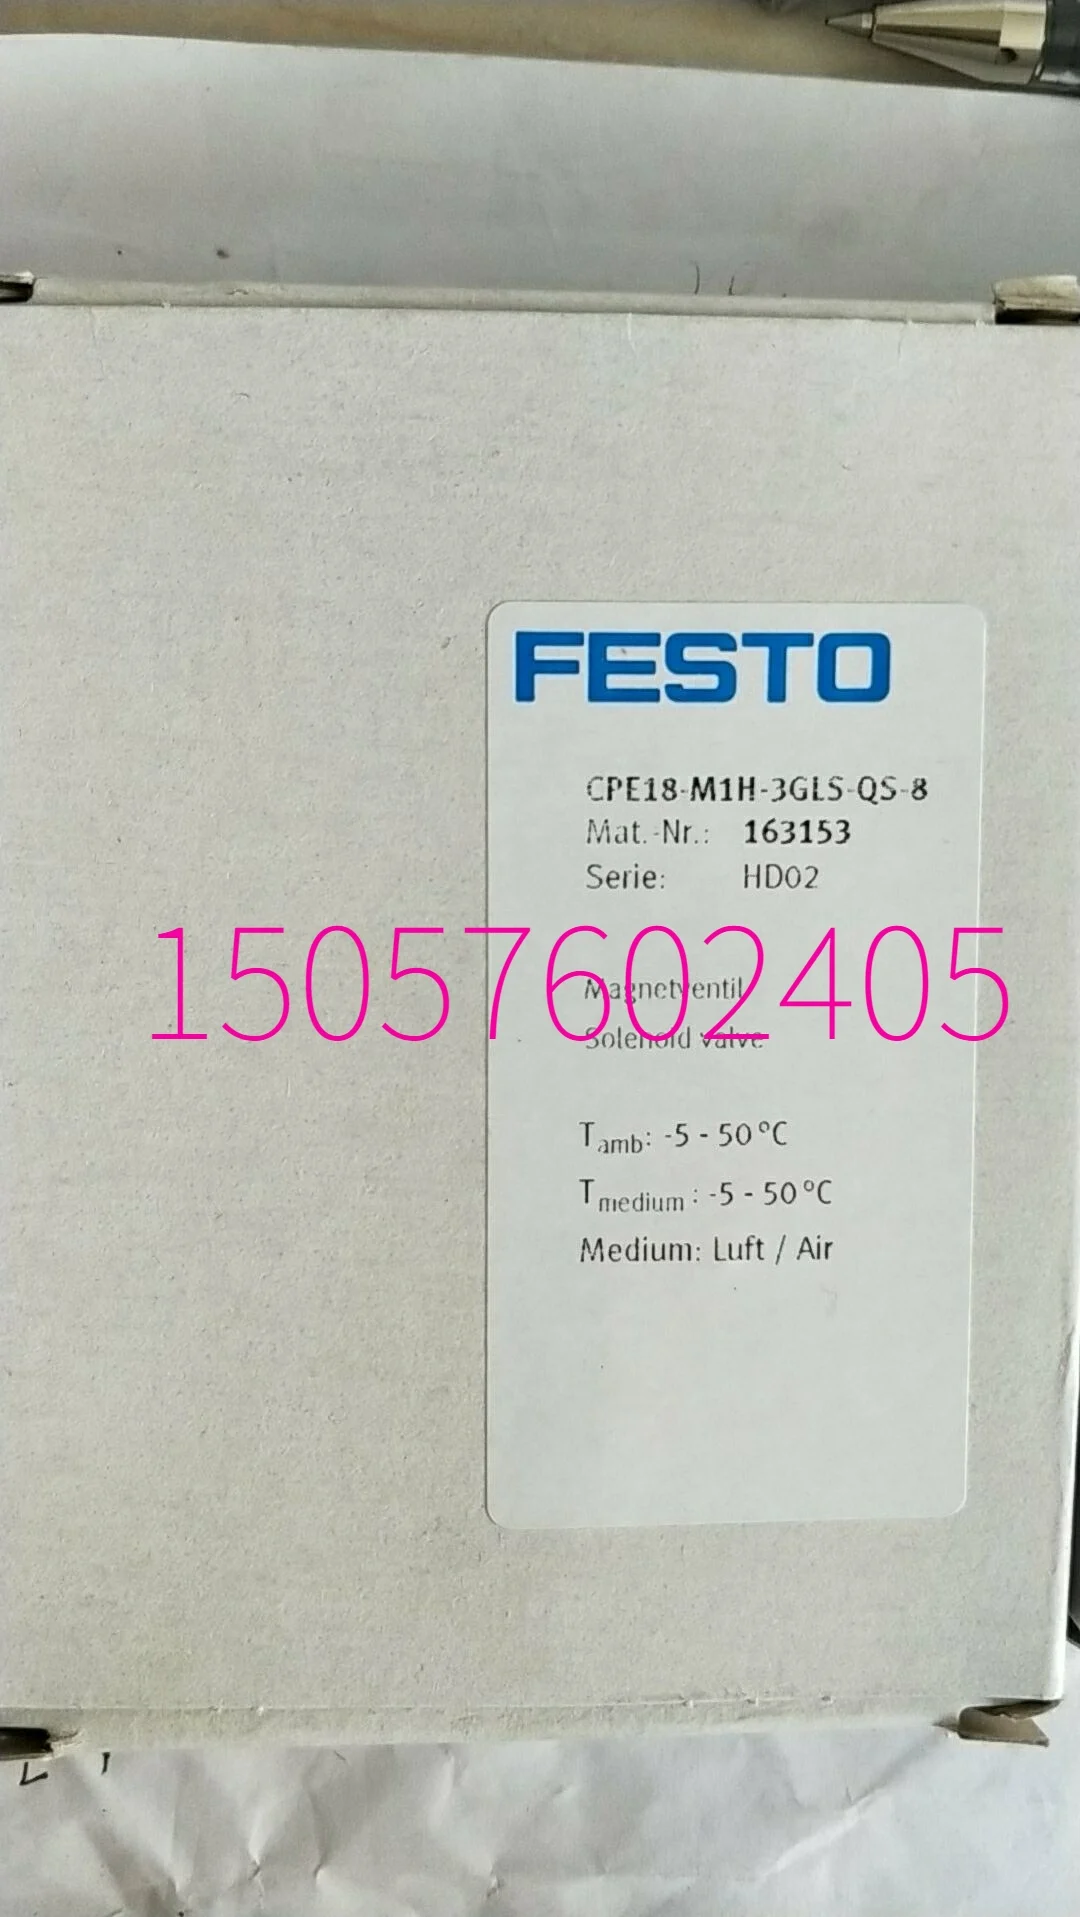 FESTO
CPE18-M1H-3GLS-QS-8
Mat.-Nr.: 163153
Serie: HD02
15057602405
Magnetventil
Solenoid valve
Tamb: -5 - 50°C
Tmedium : -5 - 50°C
Medium: Luft / Air